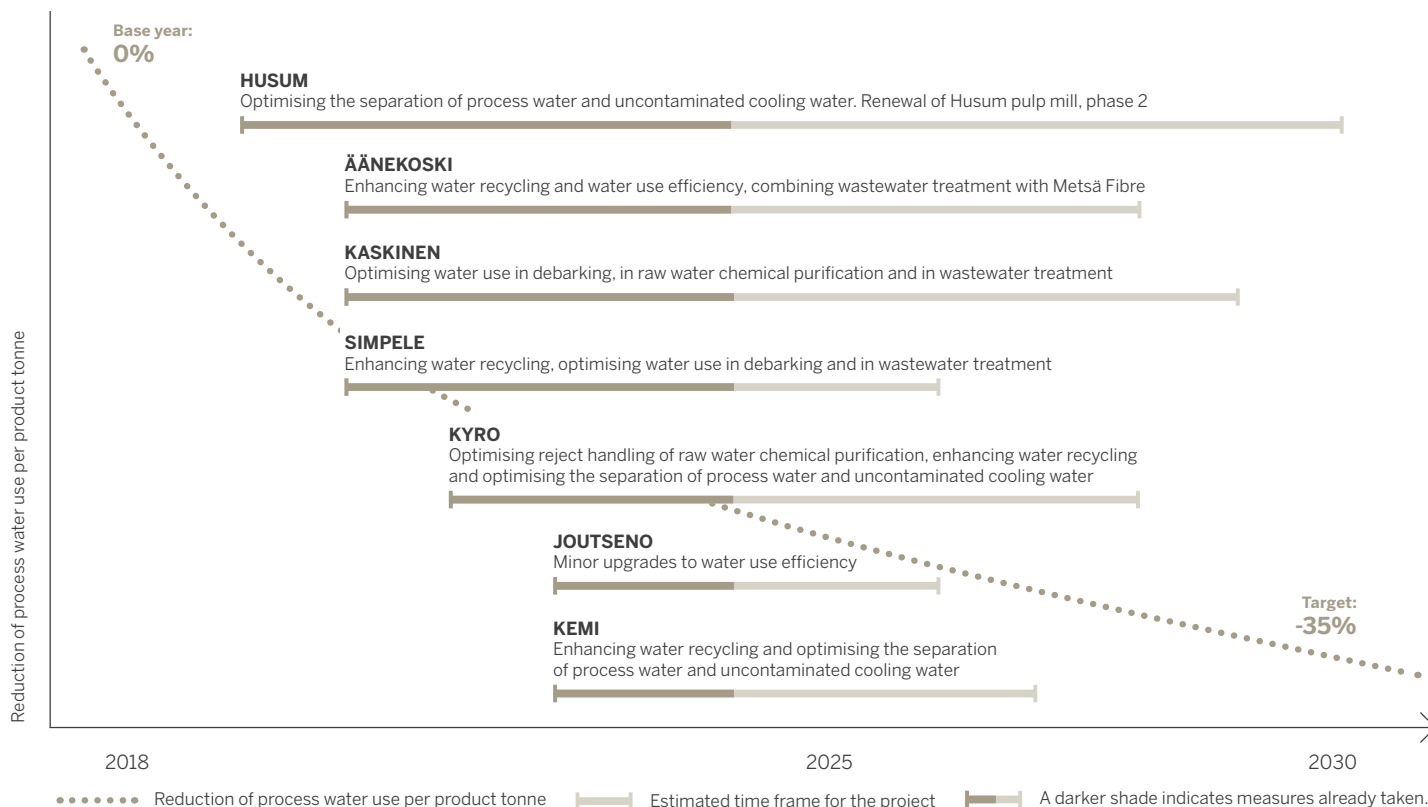 Base year:
0%
HUSUM
Optimising the separation of process water and uncontaminated cooling water. Renewal of Husum pulp mill, phase 2
ÄÄNEKOSKI
Enhancing water recycling and water use efficiency, combining wastewater treatment with Metsä Fibre
KASKINEN
Optimising water use in debarking, in raw water chemical purification and in wastewater treatment
SIMPELE
Enhancing water recycling, optimising water use in debarking and in wastewater treatment
KYRO
Optimising reject handling of raw water chemical purification, enhancing water recycling
and optimising the separation of process water and uncontaminated cooling water
JOUTSENO
Minor upgrades to water use efficiency
Target:
-35%
KEMI
Enhancing water recycling and optimising the separation
of process water and uncontaminated cooling water
Reduction of process water use per product tonne
2018
2025
2030
Reduction of process water use per product tonne
Estimated time frame for the project
A darker shade indicates measures already taken.